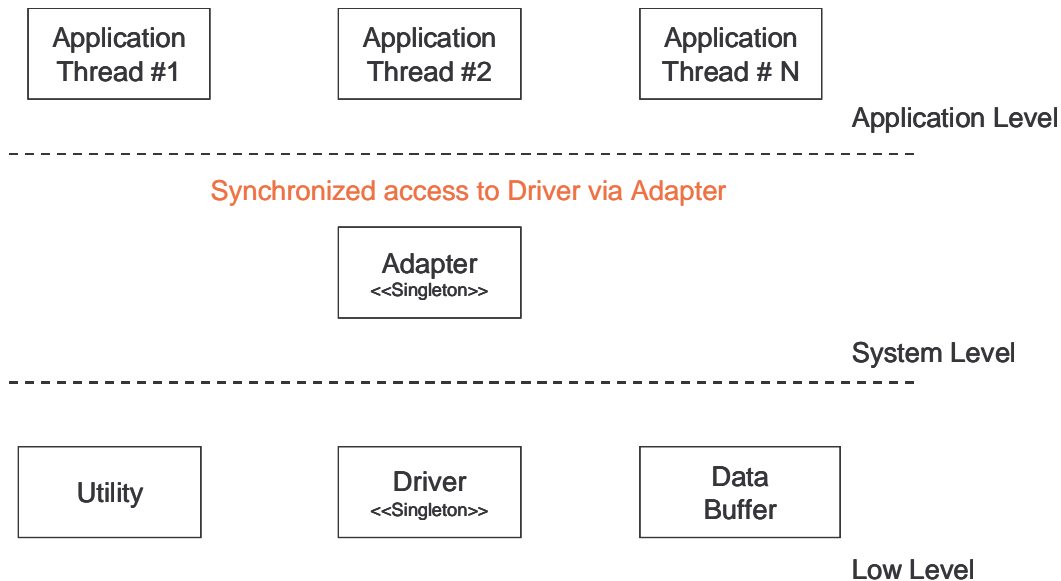 Application
Thread #1
Application
Thread #2
Application
Thread # N
Application Level
Synchronized access to Driver via Adapter
Adapter
<<Singleton>>
System Level
Utility
Driver
<<Singleton>>
Data
Buffer
Low Level